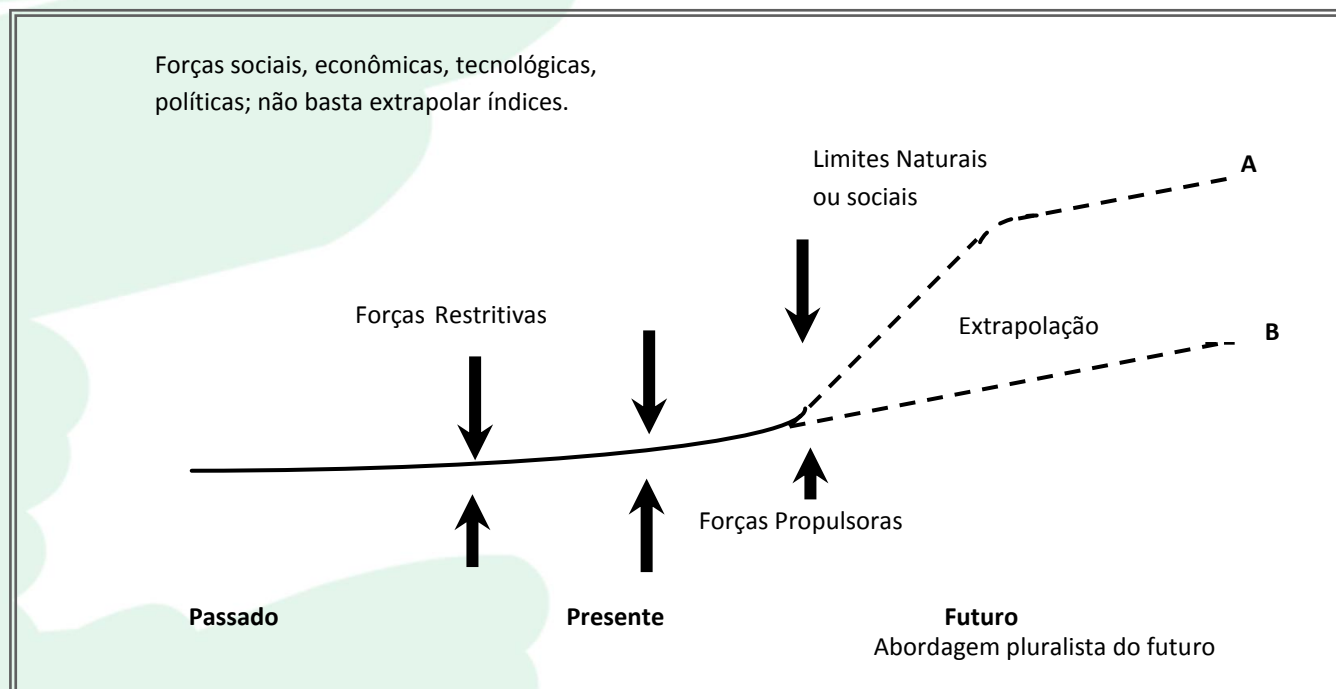 Forças sociais, econômicas, tecnológicas,
políticas; não basta extrapolar índices.
Limites Naturais
ou sociais
A
Forças Restritivas
Extrapolação
B
Forças Propulsoras
Passado
Presente
Futuro
Abordagem pluralista do futuro